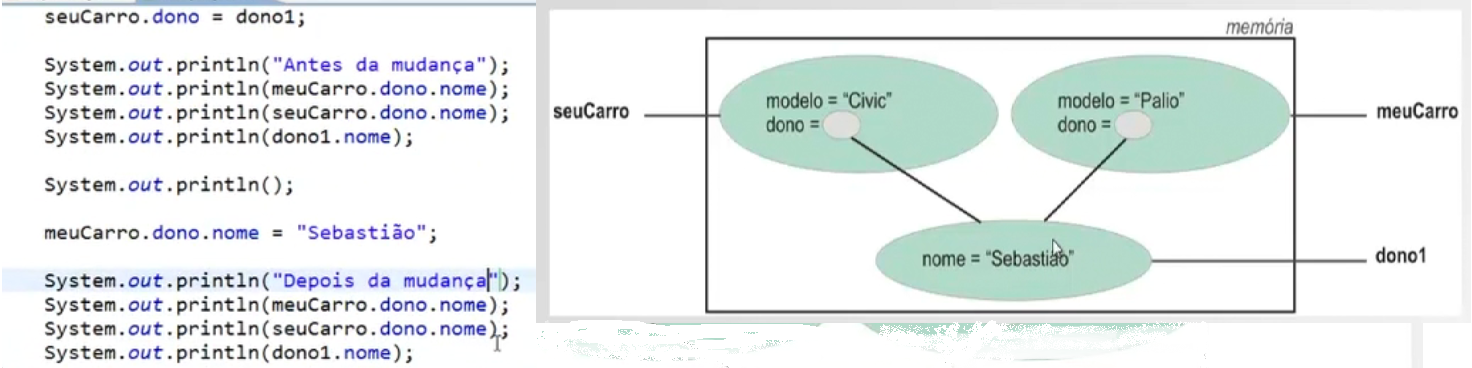 seuCarro.dono = dono1;
System.out.println("Antes da mudança");
System.out.println(meuCarro.dono.nome);
System.out.println(seuCarro.dono.nome);
System.out.println(dono1.nome);
System.out.println();
meuCarro.dono.nome = "Sebastião";
System.out.println("Depois da mudança");
System.out.println(meuCarro.dono.nome);
System.out.println(seuCarro.dono.nome);
System.out.println(dono1.nome);
memória
seuCarro
modelo = “Civic”
dono =
modelo = “Palio”
dono =
meuCarro
nome = “Sebastião”
dono1